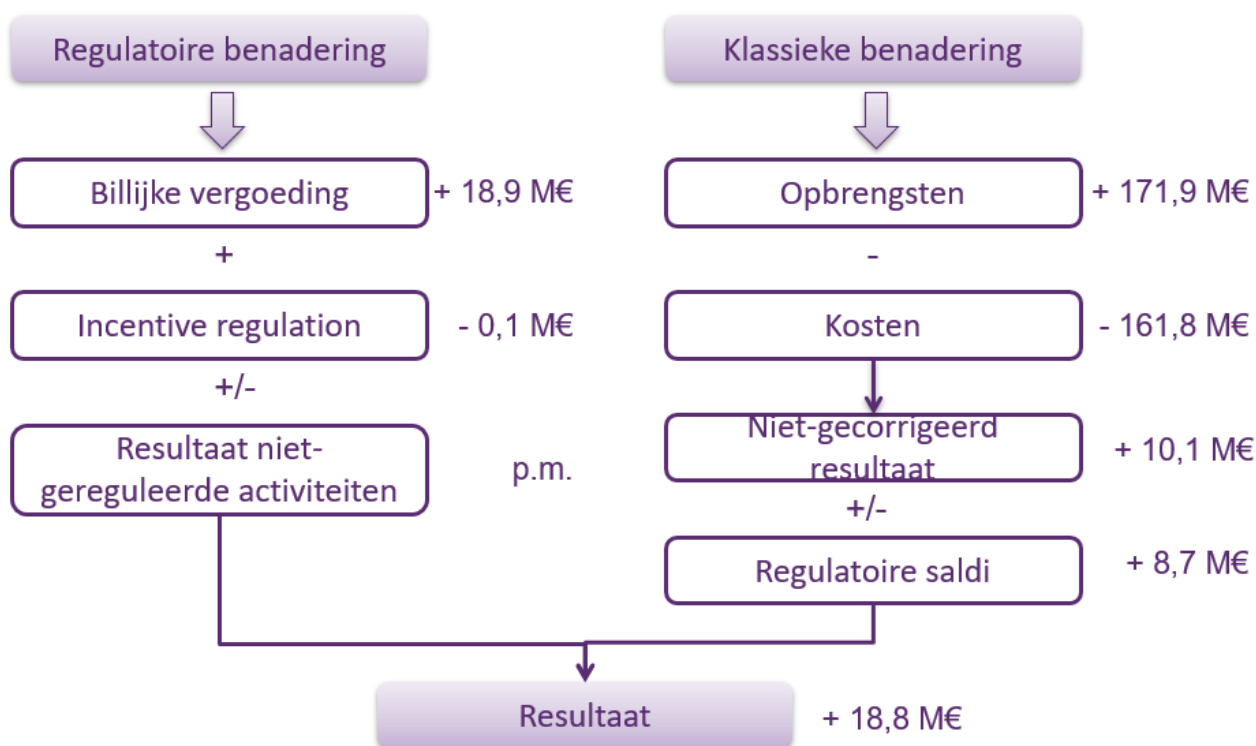 Regulatoire benadering
Billijke vergoeding
+ 18,9 M€
+
Incentive regulation
- 0,1 M€
+/-
Resultaat niet-
gereguleerde activiteiten
p.m.
Klassieke benadering
Opbrengsten
+ 171,9 M€
-
Kosten
- 161,8 M€
Niet-gecorrigeerd
resultaat
+ 10,1 M€
+/-
Regulatoire saldi
+ 8,7 M€
Resultaat
+ 18,8 M€